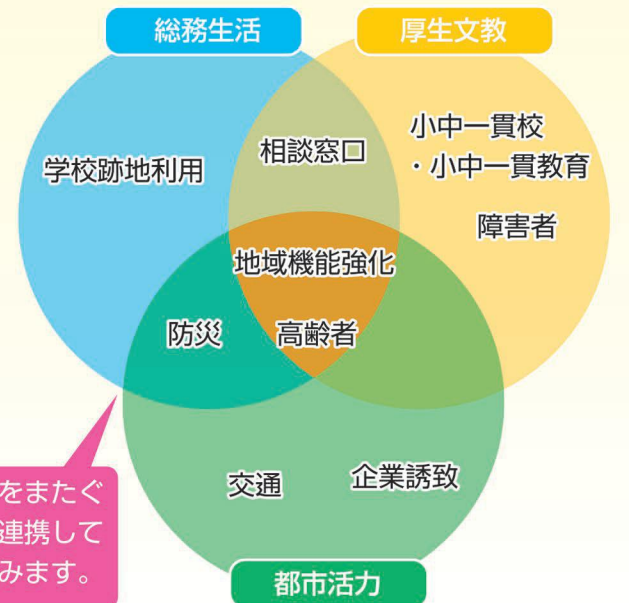 総務生活
厚生文教
学校跡地利用
相談窓口
小中一貫校
・小中一貫教育
障害者
地域機能強化
防災
高齢者
交通
企業誘致
をまたぐ
連携して
みます。
都市活力